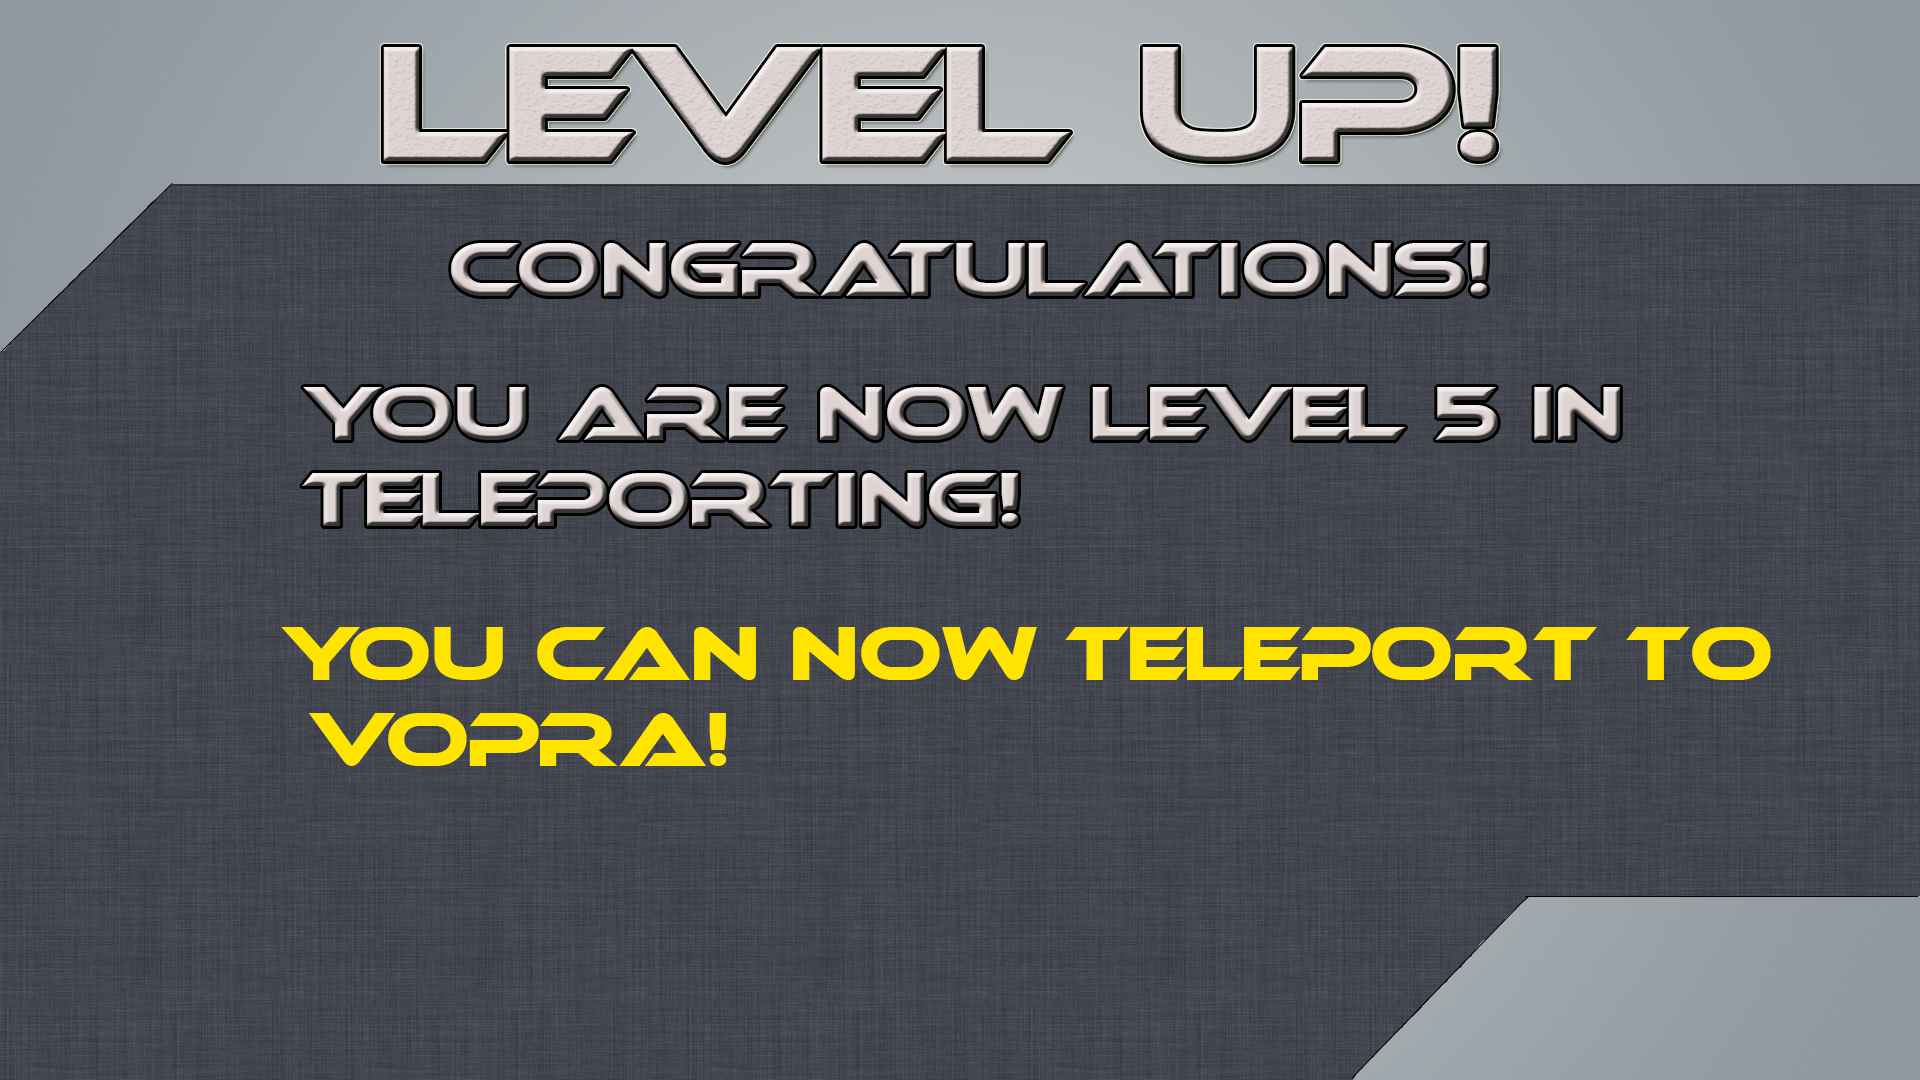 LEVEL UP!
CONGRATULATIONS!
YOU ARE NOW LEVEL 5 IN
TELEPORTING!
YOU CAN NOW TELEPORT TO
VOPRA!